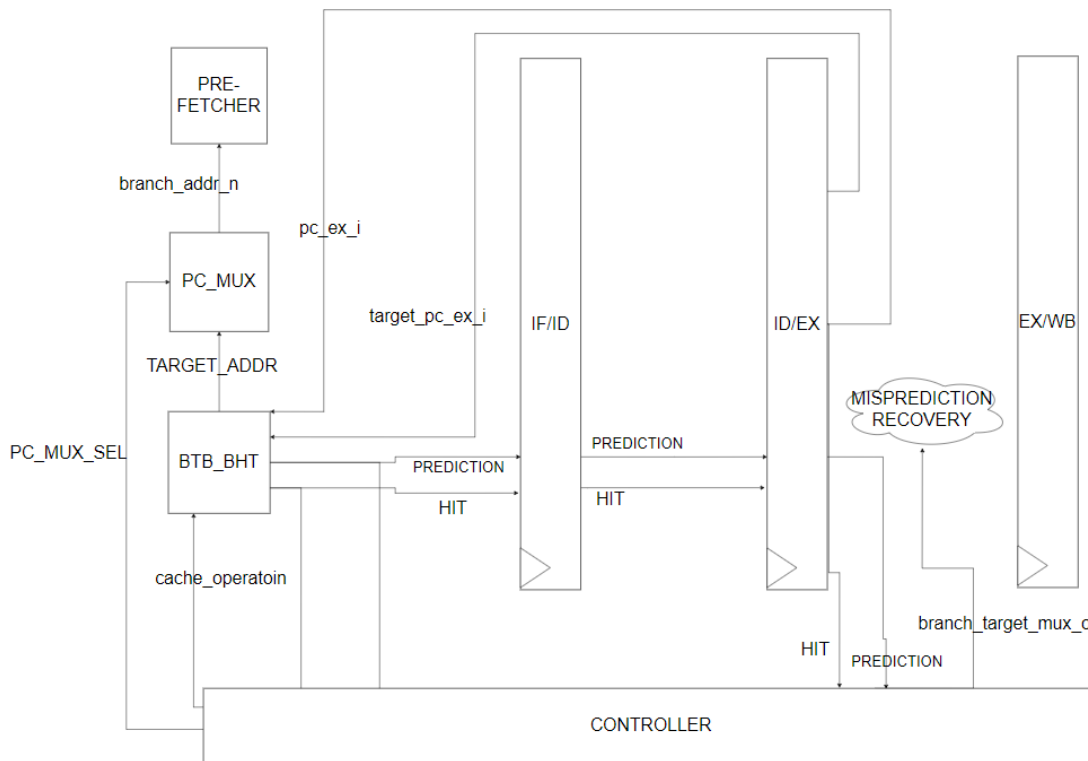 PRE-
FETCHER
branch_addr_n
pc_ex_i
PC_MUX
target_pc_ex_i
IF/ID
ID/EX
EX/WB
TARGET_ADDR
MISPREDICTION
RECOVERY
PC_MUX_SEL
BTB_BHT
PREDICTION
PREDICTION
HIT
HIT
cache_operatoin
branch_target_mux_o
HIT
PREDICTION
CONTROLLER